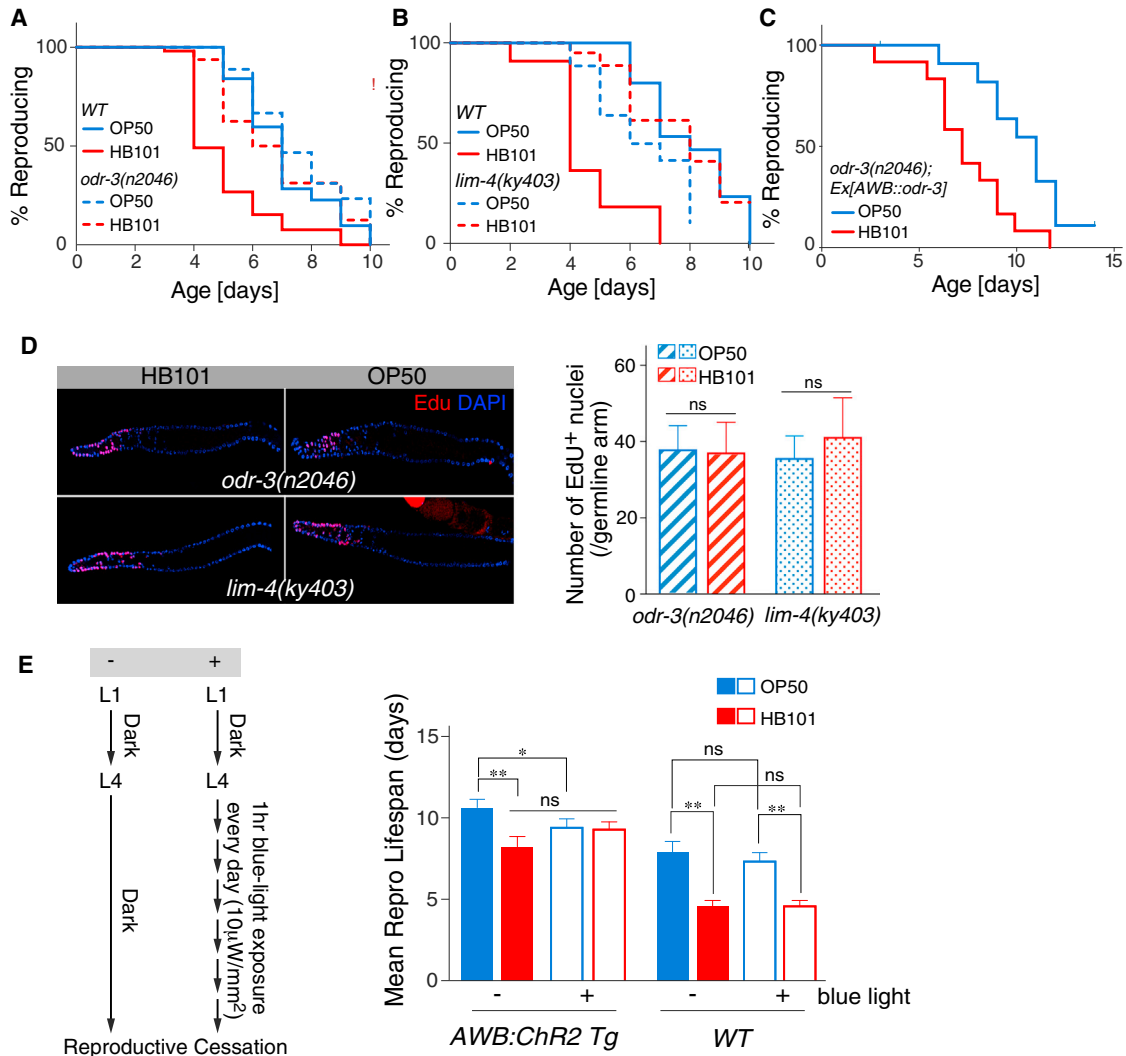 A
% Reproducing
100
50
0
!
WT
OP50
HB101
odr-3(n2046)
OP50
HB101
0 2 4 6 8 10
Age [days]
B
% Reproducing
100
50
0
WT
OP50
HB101
lim-4(ky403)
OP50
HB101
0 2 4 6 8 10
Age [days]
C
% Reproducing
100
50
0
odr-3(n2046);
Ex[AWB::odr-3]
OP50
HB101
0 5 10 15
Age [days]
D
HB101 OP50
Edu DAPI
odr-3(n2046)
lim-4(ky403)
Number of EdU+ nuclei
(/germline arm)
60
40
20
0
OP50
HB101
ns
ns
odr-3(n2046) lim-4(ky403)
E
- +
L1 L1
Dark Dark
L4 L4
Dark
1hr blue-light exposure
every day (10μW/mm²)
Reproductive Cessation
OP50
HB101
Mean Repro Lifespan (days)
15
10
5
0
*
**
ns
ns
ns
**
**
- + - + blue light
AWB:ChR2 Tg WT